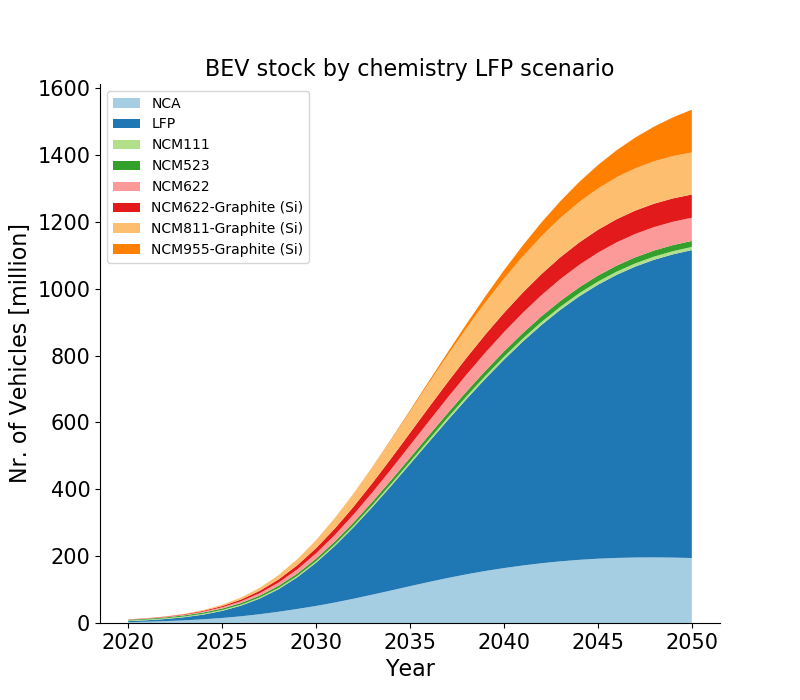 BEV stock by chemistry LFP scenario
1600
1400
1200
1000
800
600
400
200
0
Nr. of Vehicles [million]
NCA
LFP
NCM111
NCM523
NCM622
NCM622-Graphite (Si)
NCM811-Graphite (Si)
NCM955-Graphite (Si)
2020 2025 2030 2035 2040 2045 2050
Year